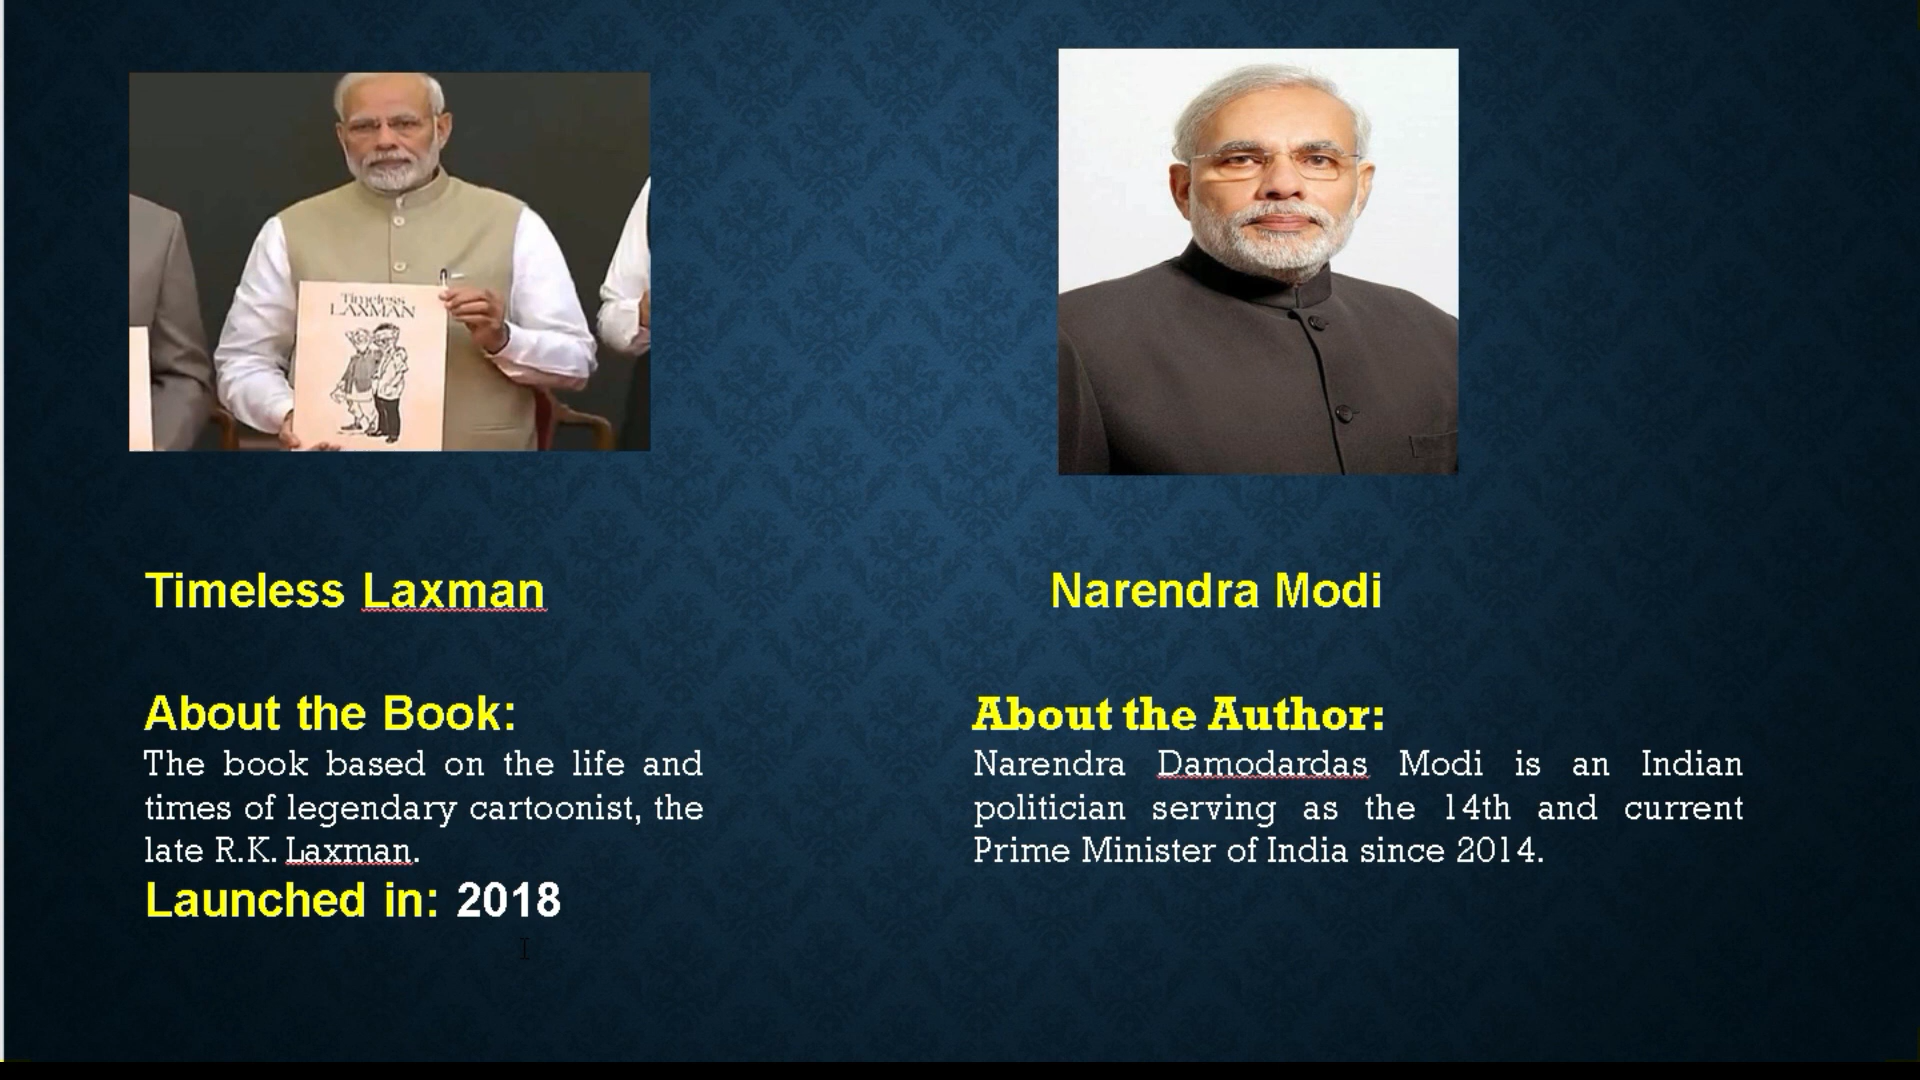 Timeless
LAXMAN
Timeless Laxman
About the Book:
The book based on the life and
times of legendary cartoonist, the
late R.K. Laxman.
Launched in: 2018
Narendra Modi
About the Author:
Narendra Damodardas Modi is an Indian
politician serving as the 14th and current
Prime Minister of India since 2014.